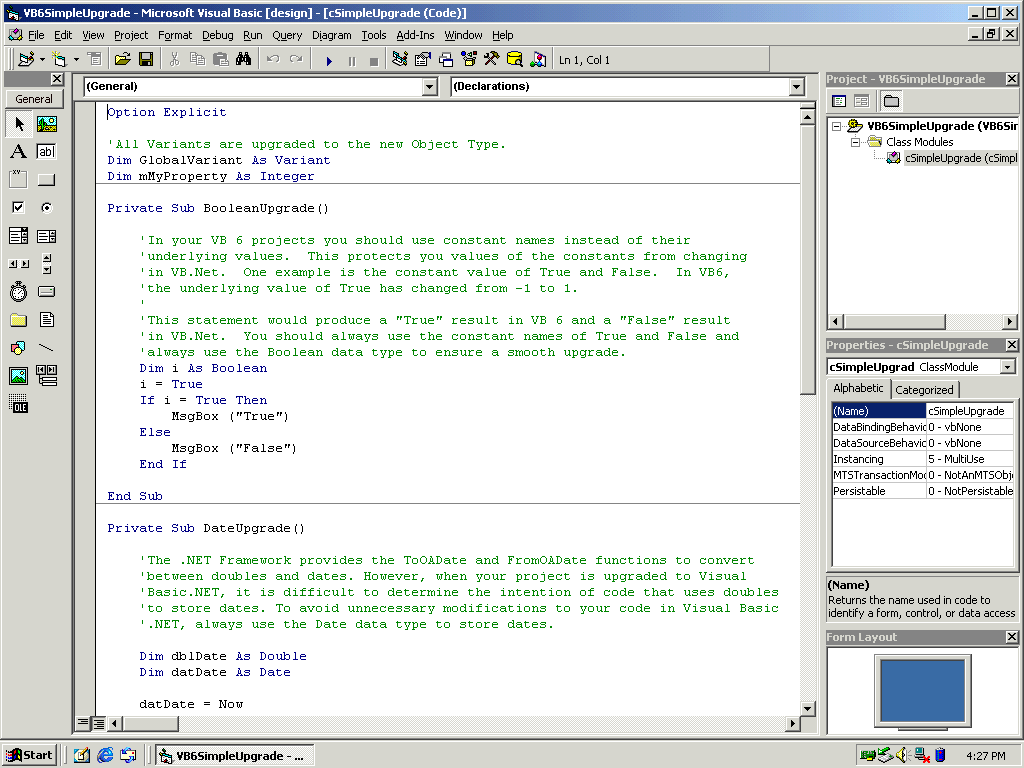 VB6SimpleUpgrade - Microsoft Visual Basic [design] - [cSimpleUpgrade (Code)]
File Edit View Project Format Debug Run Query Diagram Tools Add-Ins Window Help
Ln 1, Col 1
General
(General) (Declarations)
Option Explicit
'All Variants are upgraded to the new Object Type.
Dim GlobalVariant As Variant
Dim mMyProperty As Integer
Private Sub BooleanUpgrade()
'In your VB 6 projects you should use constant names instead of their
'underlying values.  This protects you values of the constants from changing
'in VB.Net.  One example is the constant value of True and False.  In VB6,
'the underlying value of True has changed from -1 to 1.
'
'This statement would produce a "True" result in VB 6 and a "False" result
'in VB.Net.  You should always use the constant names of True and False and
'always use the Boolean data type to ensure a smooth upgrade.
Dim i As Boolean
i = True
If i = True Then
MsgBox ("True")
Else
MsgBox ("False")
End If
End Sub
Private Sub DateUpgrade()
'The .NET Framework provides the ToOADate and FromOADate functions to convert
'between doubles and dates. However, when your project is upgraded to Visual
'Basic.NET, it is difficult to determine the intention of code that uses doubles
'to store dates. To avoid unnecessary modifications to your code in Visual Basic
'.NET, always use the Date data type to store dates.
Dim dblDate As Double
Dim datDate As Date
datDate = Now
Project - VB6SimpleUpgrade
VB6SimpleUpgrade (VB6Sir
Class Modules
cSimpleUpgrade (cSimpl
Properties - cSimpleUpgrade
cSimpleUpgrad ClassModule
Alphabetic Categorized
(Name) cSimpleUpgrade
DataBindingBehavic 0 - vbNone
DataSourceBehavic 0 - vbNone
Instancing 5 - MultiUse
MTSTransactionMod 0 - NotAnMTSObj
Persistable 0 - NotPersistable
(Name)
Returns the name used in code to
identify a form, control, or data access
Form Layout
Start VB6SimpleUpgrade - ... 4:27 PM